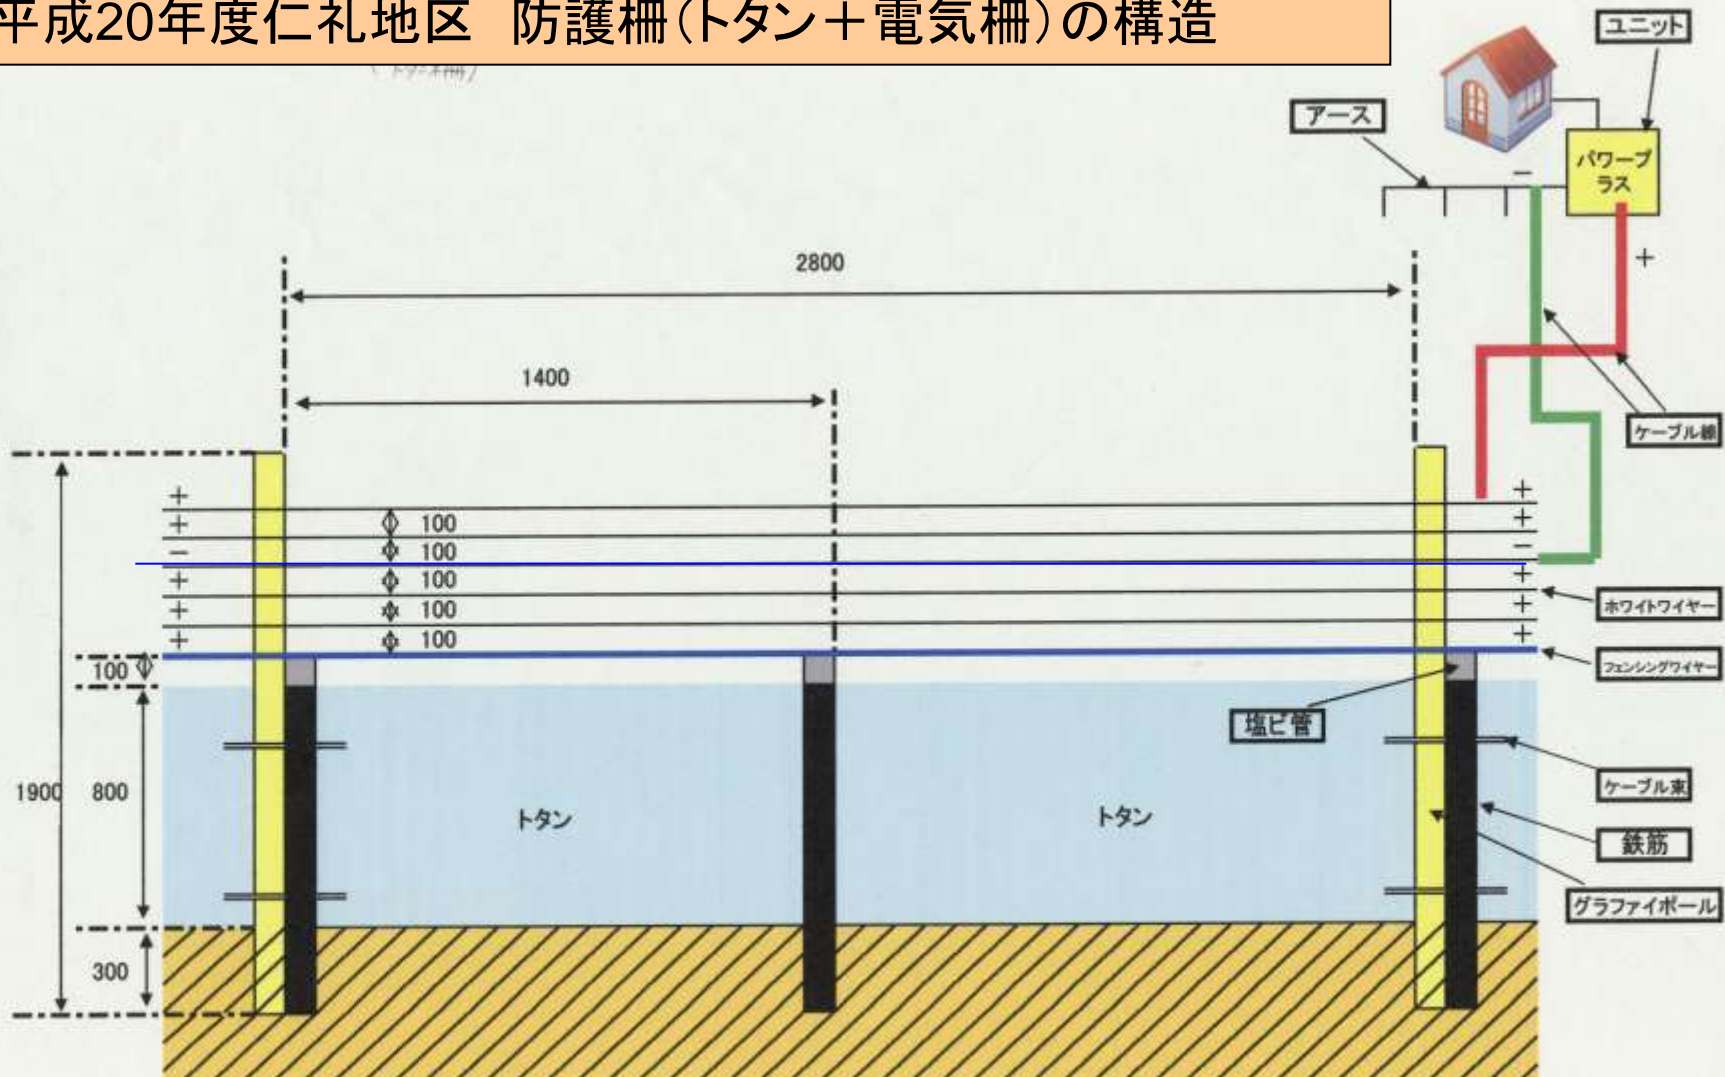 平成20年度仁礼地区　防護柵(トタン＋電気柵)の構造
ユニット
アース
パワープ
ラス
−
＋
2800
1400
ケーブル線
＋
＋
100
＋
＋
−
100
−
＋
100
＋
＋
100
＋
ホワイトワイヤー
＋
100
＋
100
フェンシングワイヤー
塩ビ管
1900
800
トタン
トタン
ケーブル束
鉄筋
グラファイポール
300